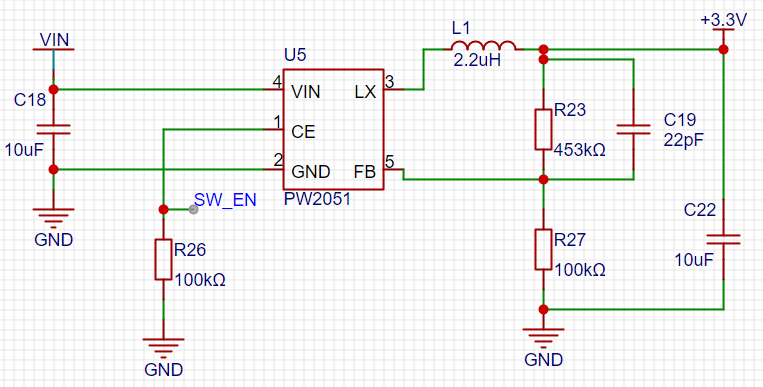 +3.3V
L1
VIN
U5
2.2uH
4
VIN
LX
3
C18
R23
C19
1
CE
22pF
10uF
453kΩ
2
GND
FB
5
SW_EN
PW2051
C22
GND
R26
R27
10uF
100kΩ
100kΩ
GND
GND